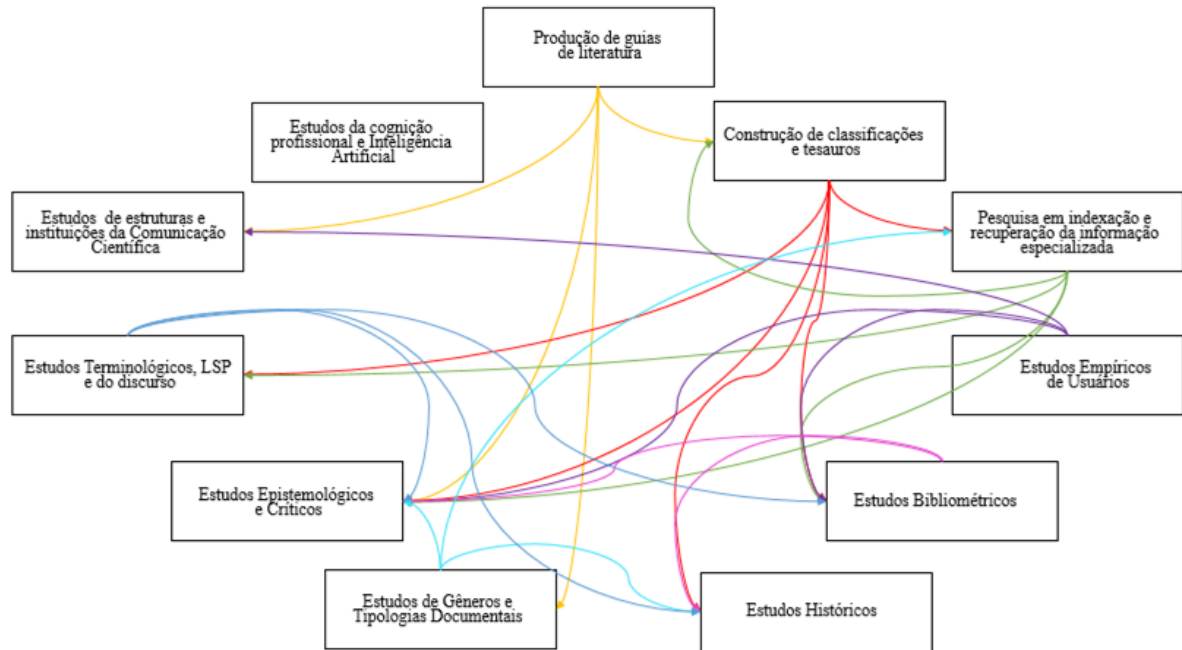 Produção de guias
de literatura
Estudos da cognição
profissional e Inteligência
Artificial
Construção de classificações
e tesauros
Estudos de estruturas e
instituições da Comunicação
Científica
Pesquisa em indexação e
recuperação da informação
especializada
Estudos Terminológicos, LSP
e do discurso
Estudos Empíricos
de Usuários
Estudos Epistemológicos
e Críticos
Estudos Bibliométricos
Estudos de Gêneros e
Tipologias Documentais
Estudos Históricos